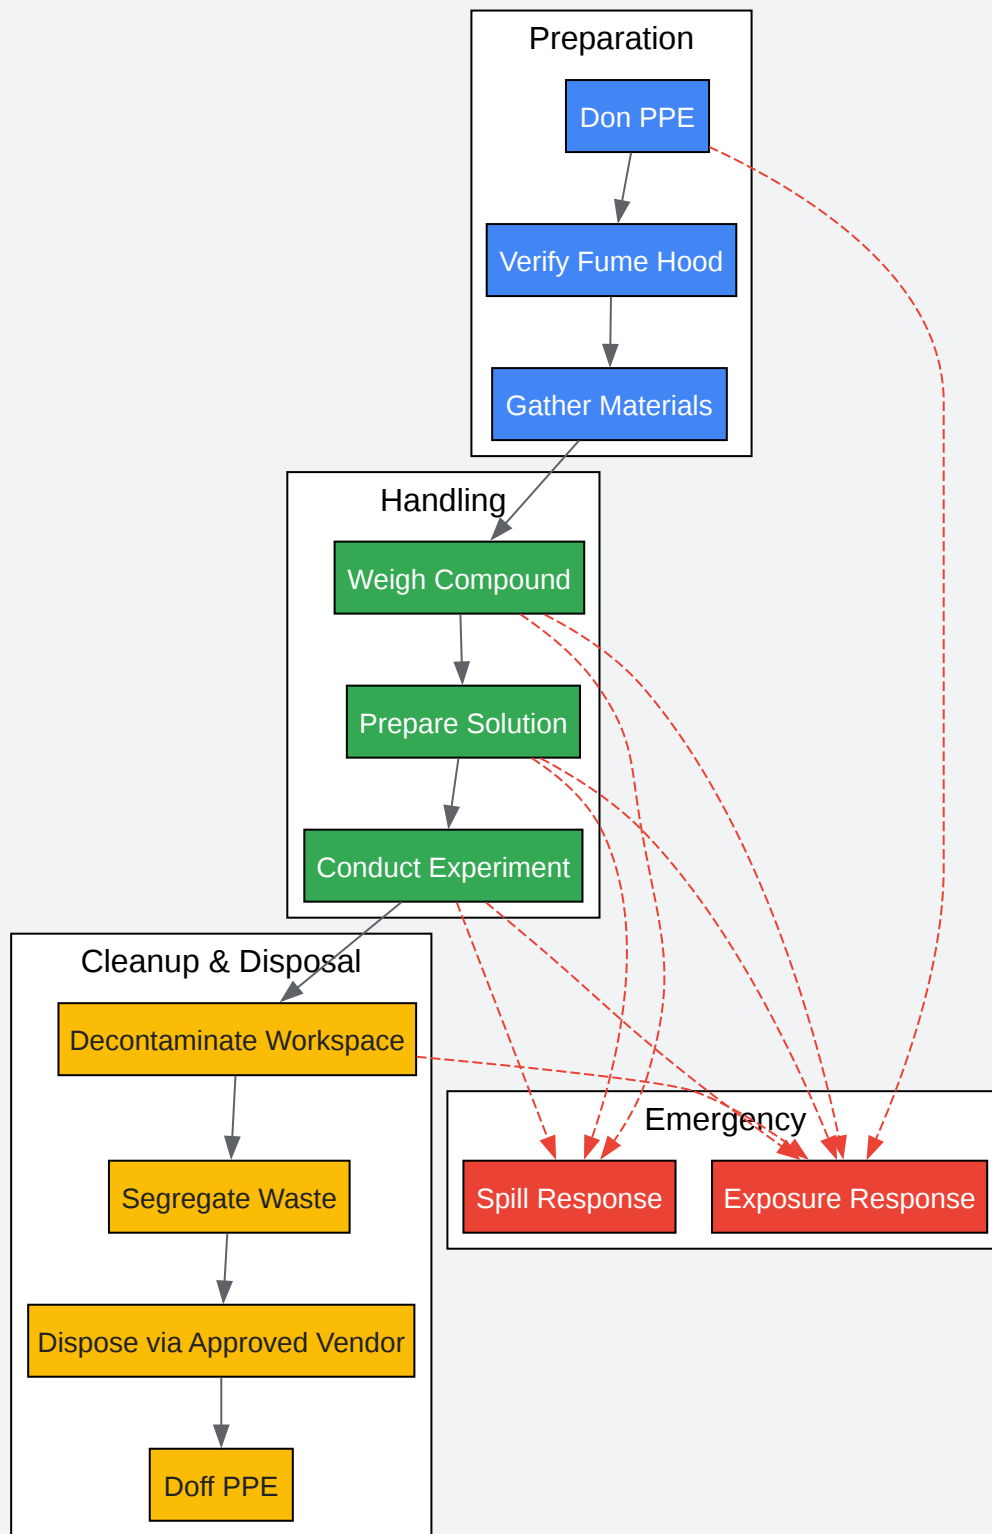 Preparation
Don PPE
Verify Fume Hood
Gather Materials
Handling
Weigh Compound
Prepare Solution
Conduct Experiment
Cleanup & Disposal
Decontaminate Workspace
Segregate Waste
Dispose via Approved Vendor
Doff PPE
Emergency
Spill Response
Exposure Response